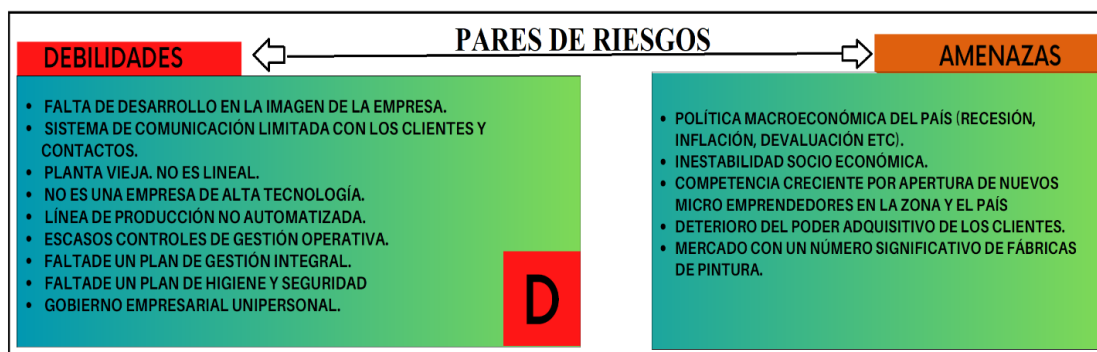 PARES DE RIESGOS
DEBILIDADES
• FALTA DE DESARROLLO EN LA IMAGEN DE LA EMPRESA.
• SISTEMA DE COMUNICACIÓN LIMITADA CON LOS CLIENTES Y
CONTACTOS.
• PLANTA VIEJA. NO ES LINEAL.
• NO ES UNA EMPRESA DE ALTA TECNOLOGÍA.
• LÍNEA DE PRODUCCIÓN NO AUTOMATIZADA.
• ESCASOS CONTROLES DE GESTIÓN OPERATIVA.
• FALTADE UN PLAN DE GESTIÓN INTEGRAL.
• FALTADE UN PLAN DE HIGIENE Y SEGURIDAD
• GOBIERNO EMPRESARIAL UNIPERSONAL.
D
AMENAZAS
• POLÍTICA MACROECONÓMICA DEL PAÍS (RECESIÓN,
INFLACIÓN, DEVALUACIÓN ETC).
• INESTABILIDAD SOCIO ECONÓMICA.
• COMPETENCIA CRECIENTE POR APERTURA DE NUEVOS
MICRO EMPRENDEDORES EN LA ZONA Y EL PAÍS
• DETERIORO DEL PODER ADQUISITIVO DE LOS CLIENTES.
• MERCADO CON UN NÚMERO SIGNIFICATIVO DE FÁBRICAS
DE PINTURA.